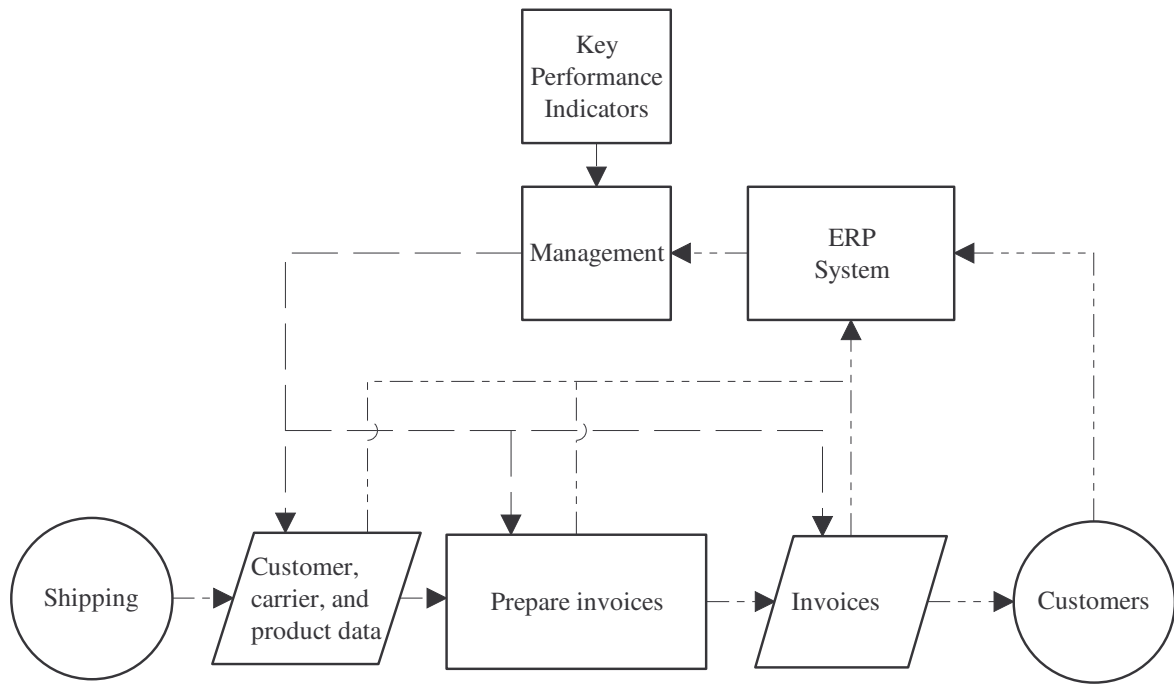 Key
Performance
Indicators
Management
ERP
System
Shipping
Customer,
carrier, and
product data
Prepare invoices
Invoices
Customers